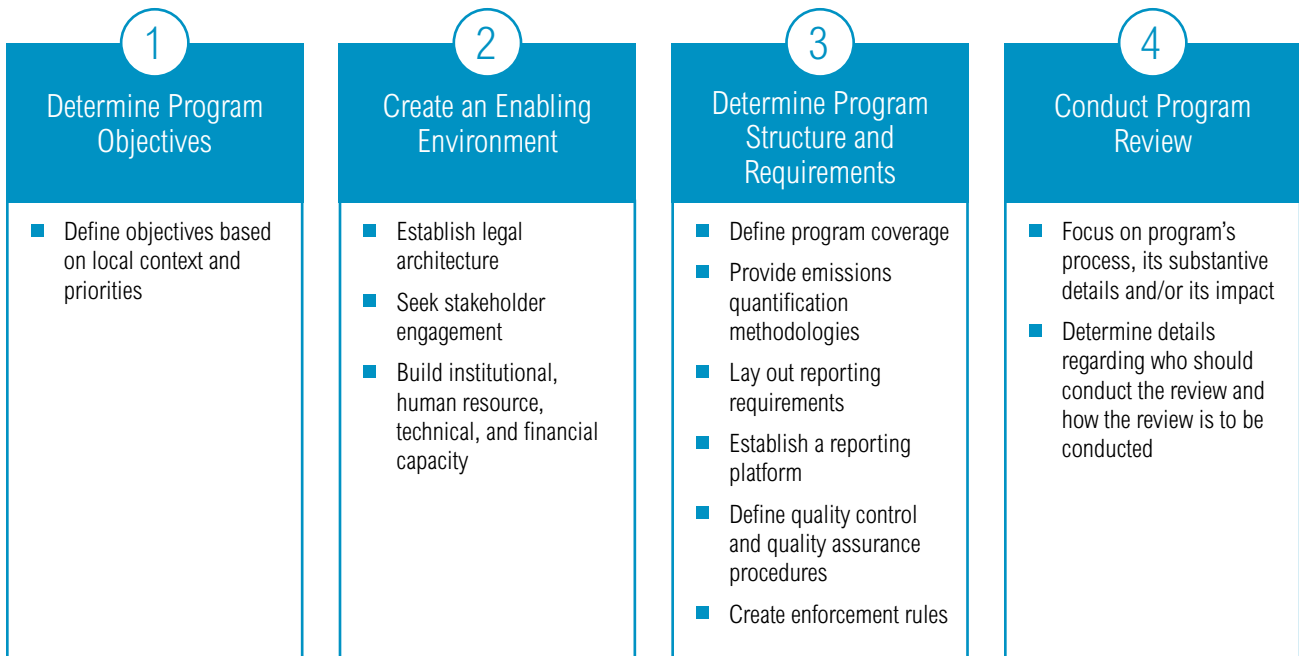 1
Determine Program
Objectives
Define objectives based
on local context and
priorities
2
Create an Enabling
Environment
Establish legal
architecture
Seek stakeholder
engagement
Build institutional,
human resource,
technical, and financial
capacity
3
Determine Program
Structure and
Requirements
Define program coverage
Provide emissions
quantification
methodologies
Lay out reporting
requirements
Establish a reporting
platform
Define quality control
and quality assurance
procedures
Create enforcement rules
4
Conduct Program
Review
Focus on program’s
process, its substantive
details and/or its impact
Determine details
regarding who should
conduct the review and
how the review is to be
conducted